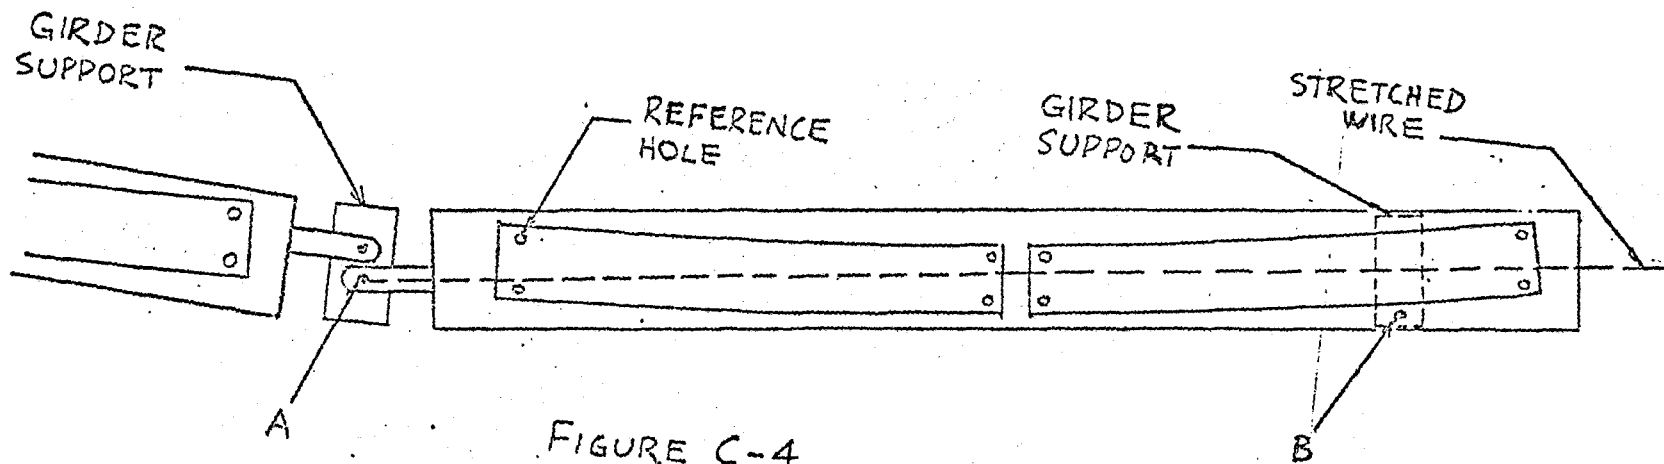 GIRDER
SUPPORT
REFERENCE
HOLE
GIRDER
SUPPORT
STRETCHED
WIRE
A
B
FIGURE C-4